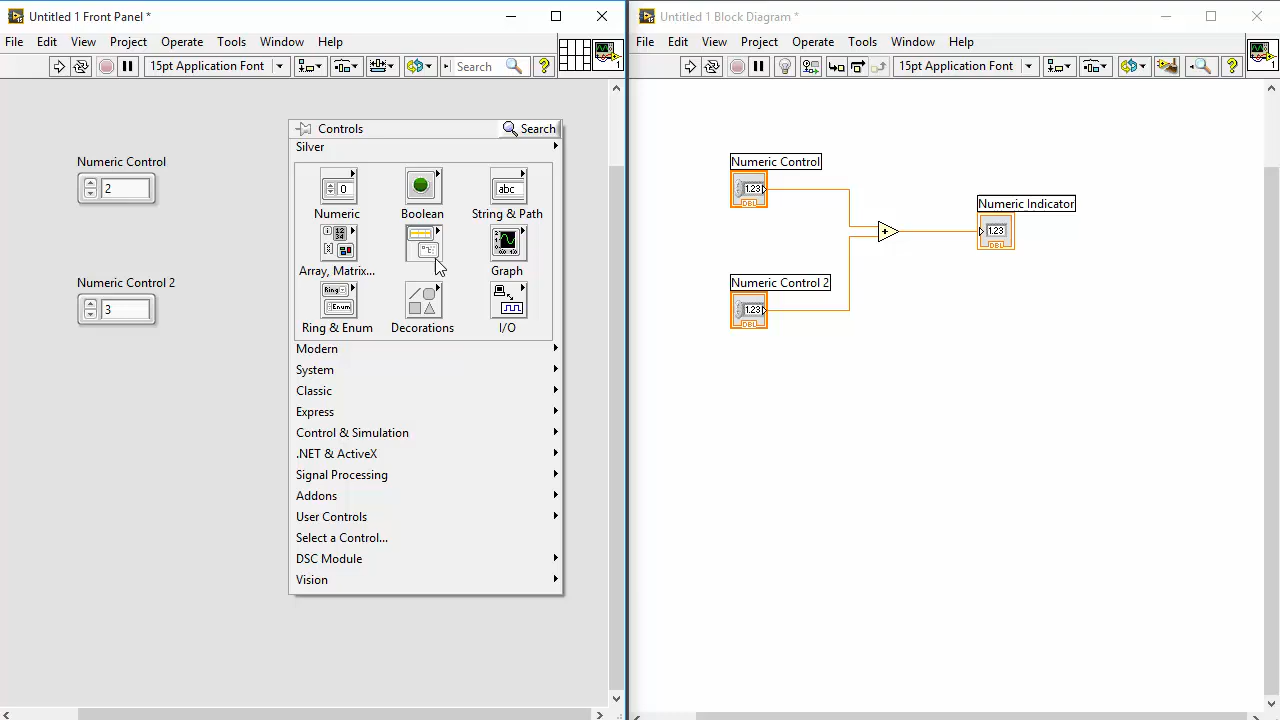 Untitled 1 Front Panel *
File Edit View Project Operate Tools Window Help
15pt Application Font
Search
?
1
Numeric Control
2
Numeric Control 2
3
Controls
Search
Silver
0
abc
Numeric
Boolean
String & Path
Array, Matrix...
Graph
Ring
Enum
Ring & Enum
Decorations
I/O
Modern
System
Classic
Express
Control & Simulation
.NET & ActiveX
Signal Processing
Addons
User Controls
Select a Control...
DSC Module
Vision
Untitled 1 Block Diagram *
File Edit View Project Operate Tools Window Help
15pt Application Font
?
1
Numeric Control
1.23
DBL
Numeric Indicator
1.23
DBL
Numeric Control 2
1.23
DBL